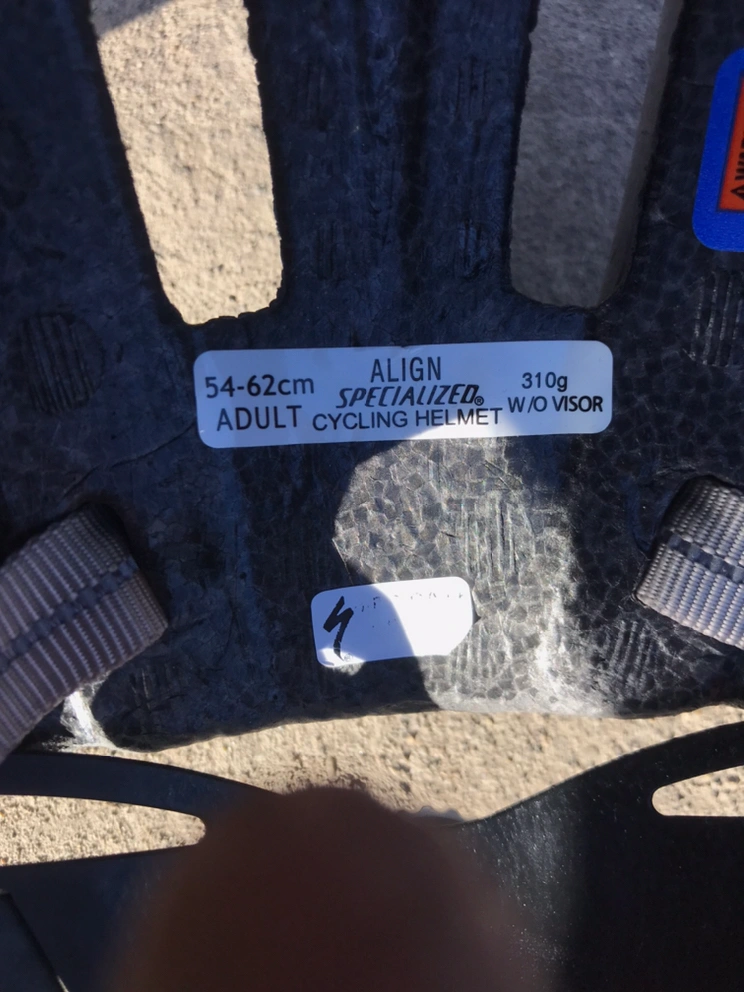 54-62cm
ADULT
ALIGN
SPECIALIZED®
CYCLING HELMET
310g
W/O VISOR